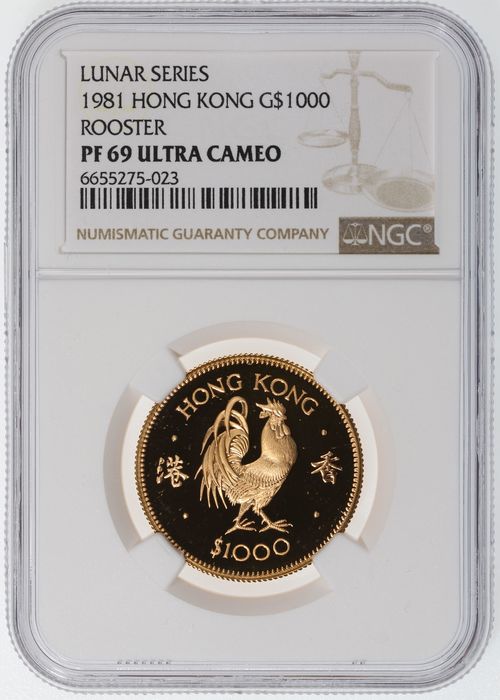 LUNAR SERIES
1981 HONG KONG G$1000
ROOSTER
PF 69 ULTRA CAMEO
6655275-023
NUMISMATIC GUARANTY COMPANY
NGC®
HONG KONG
港 香
$1000